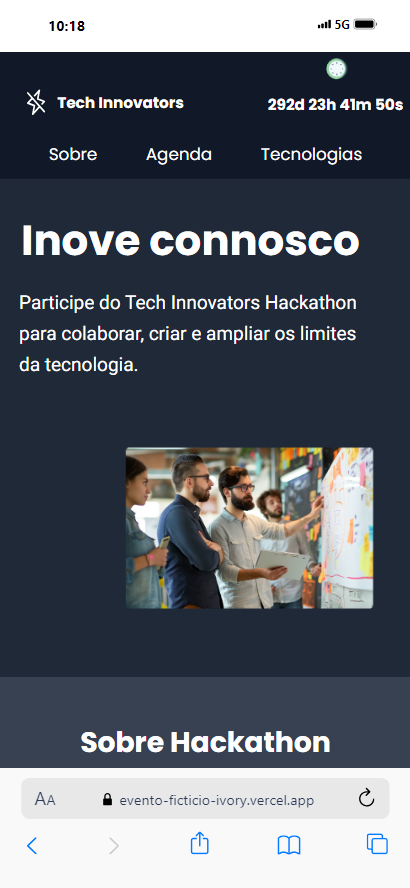 10:18
5G
Tech Innovators
292d 23h 41m 50s
Sobre
Agenda
Tecnologias
Inove connosco
Participe do Tech Innovators Hackathon
para colaborar, criar e ampliar os limites
da tecnologia.
Sobre Hackathon
AA
evento-ficticio-ivory.vercel.app